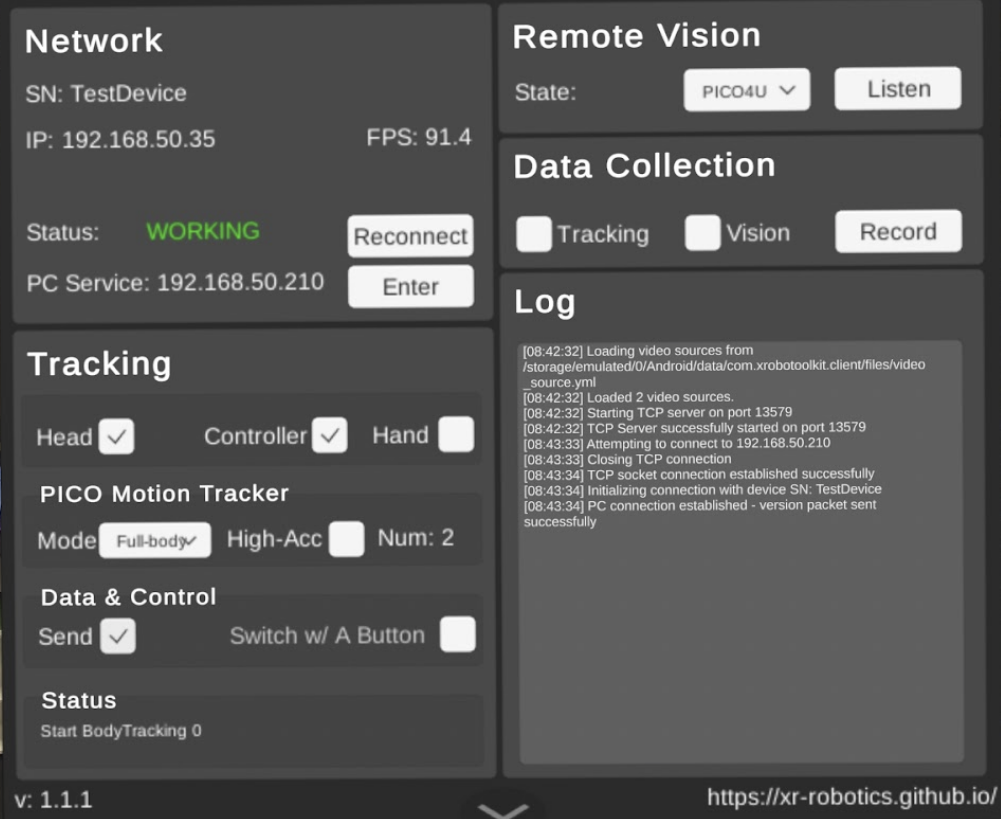 Network
SN: TestDevice
IP: 192.168.50.35
FPS: 91.4
Status:
WORKING
Reconnect
PC Service: 192.168.50.210
Enter
Tracking
Head
Controller
Hand
PICO Motion Tracker
Mode
Full-body
High-Acc
Num: 2
Data & Control
Send
Switch w/ A Button
Status
Start BodyTracking 0
v: 1.1.1
Remote Vision
State:
PICO4U
Listen
Data Collection
Tracking
Vision
Record
Log
[08:42:32] Loading video sources from
/storage/emulated/0/Android/data/com.xrobotoolkit.client/files/video
_source.yml
[08:42:32] Loaded 2 video sources.
[08:42:32] Starting TCP server on port 13579
[08:42:32] TCP Server successfully started on port 13579
[08:43:33] Attempting to connect to 192.168.50.210
[08:43:33] Closing TCP connection
[08:43:34] TCP socket connection established successfully
[08:43:34] Initializing connection with device SN: TestDevice
[08:43:34] PC connection established - version packet sent
successfully
https://xr-robotics.github.io/